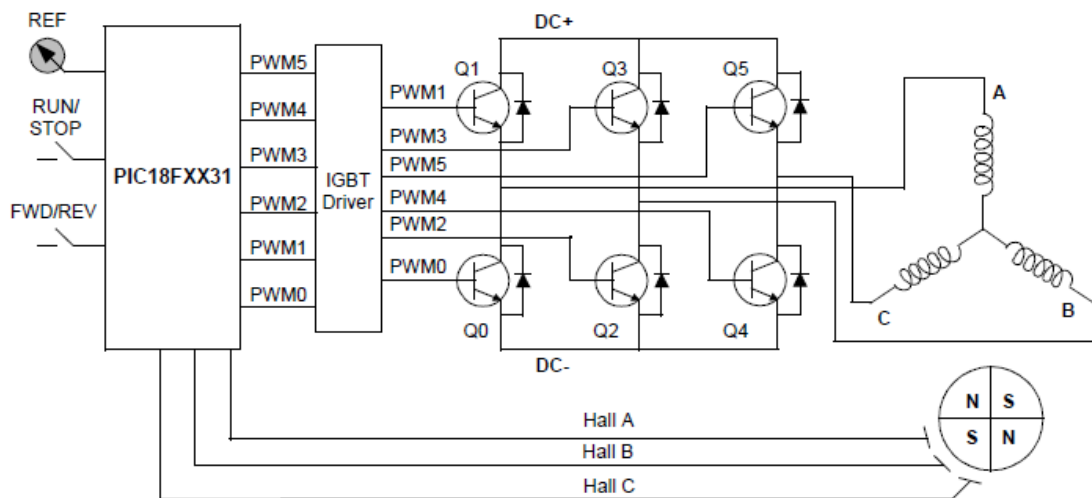 REF
RUN/
STOP
FWD/REV
PIC18FXX31
PWM5
PWM4
PWM3
PWM2
PWM1
PWM0
IGBT
Driver
PWM1
PWM3
PWM5
PWM4
PWM2
PWM0
DC+
Q1
Q3
Q5
Q0
Q2
Q4
DC-
A
C
B
Hall A
Hall B
Hall C
N S
S N